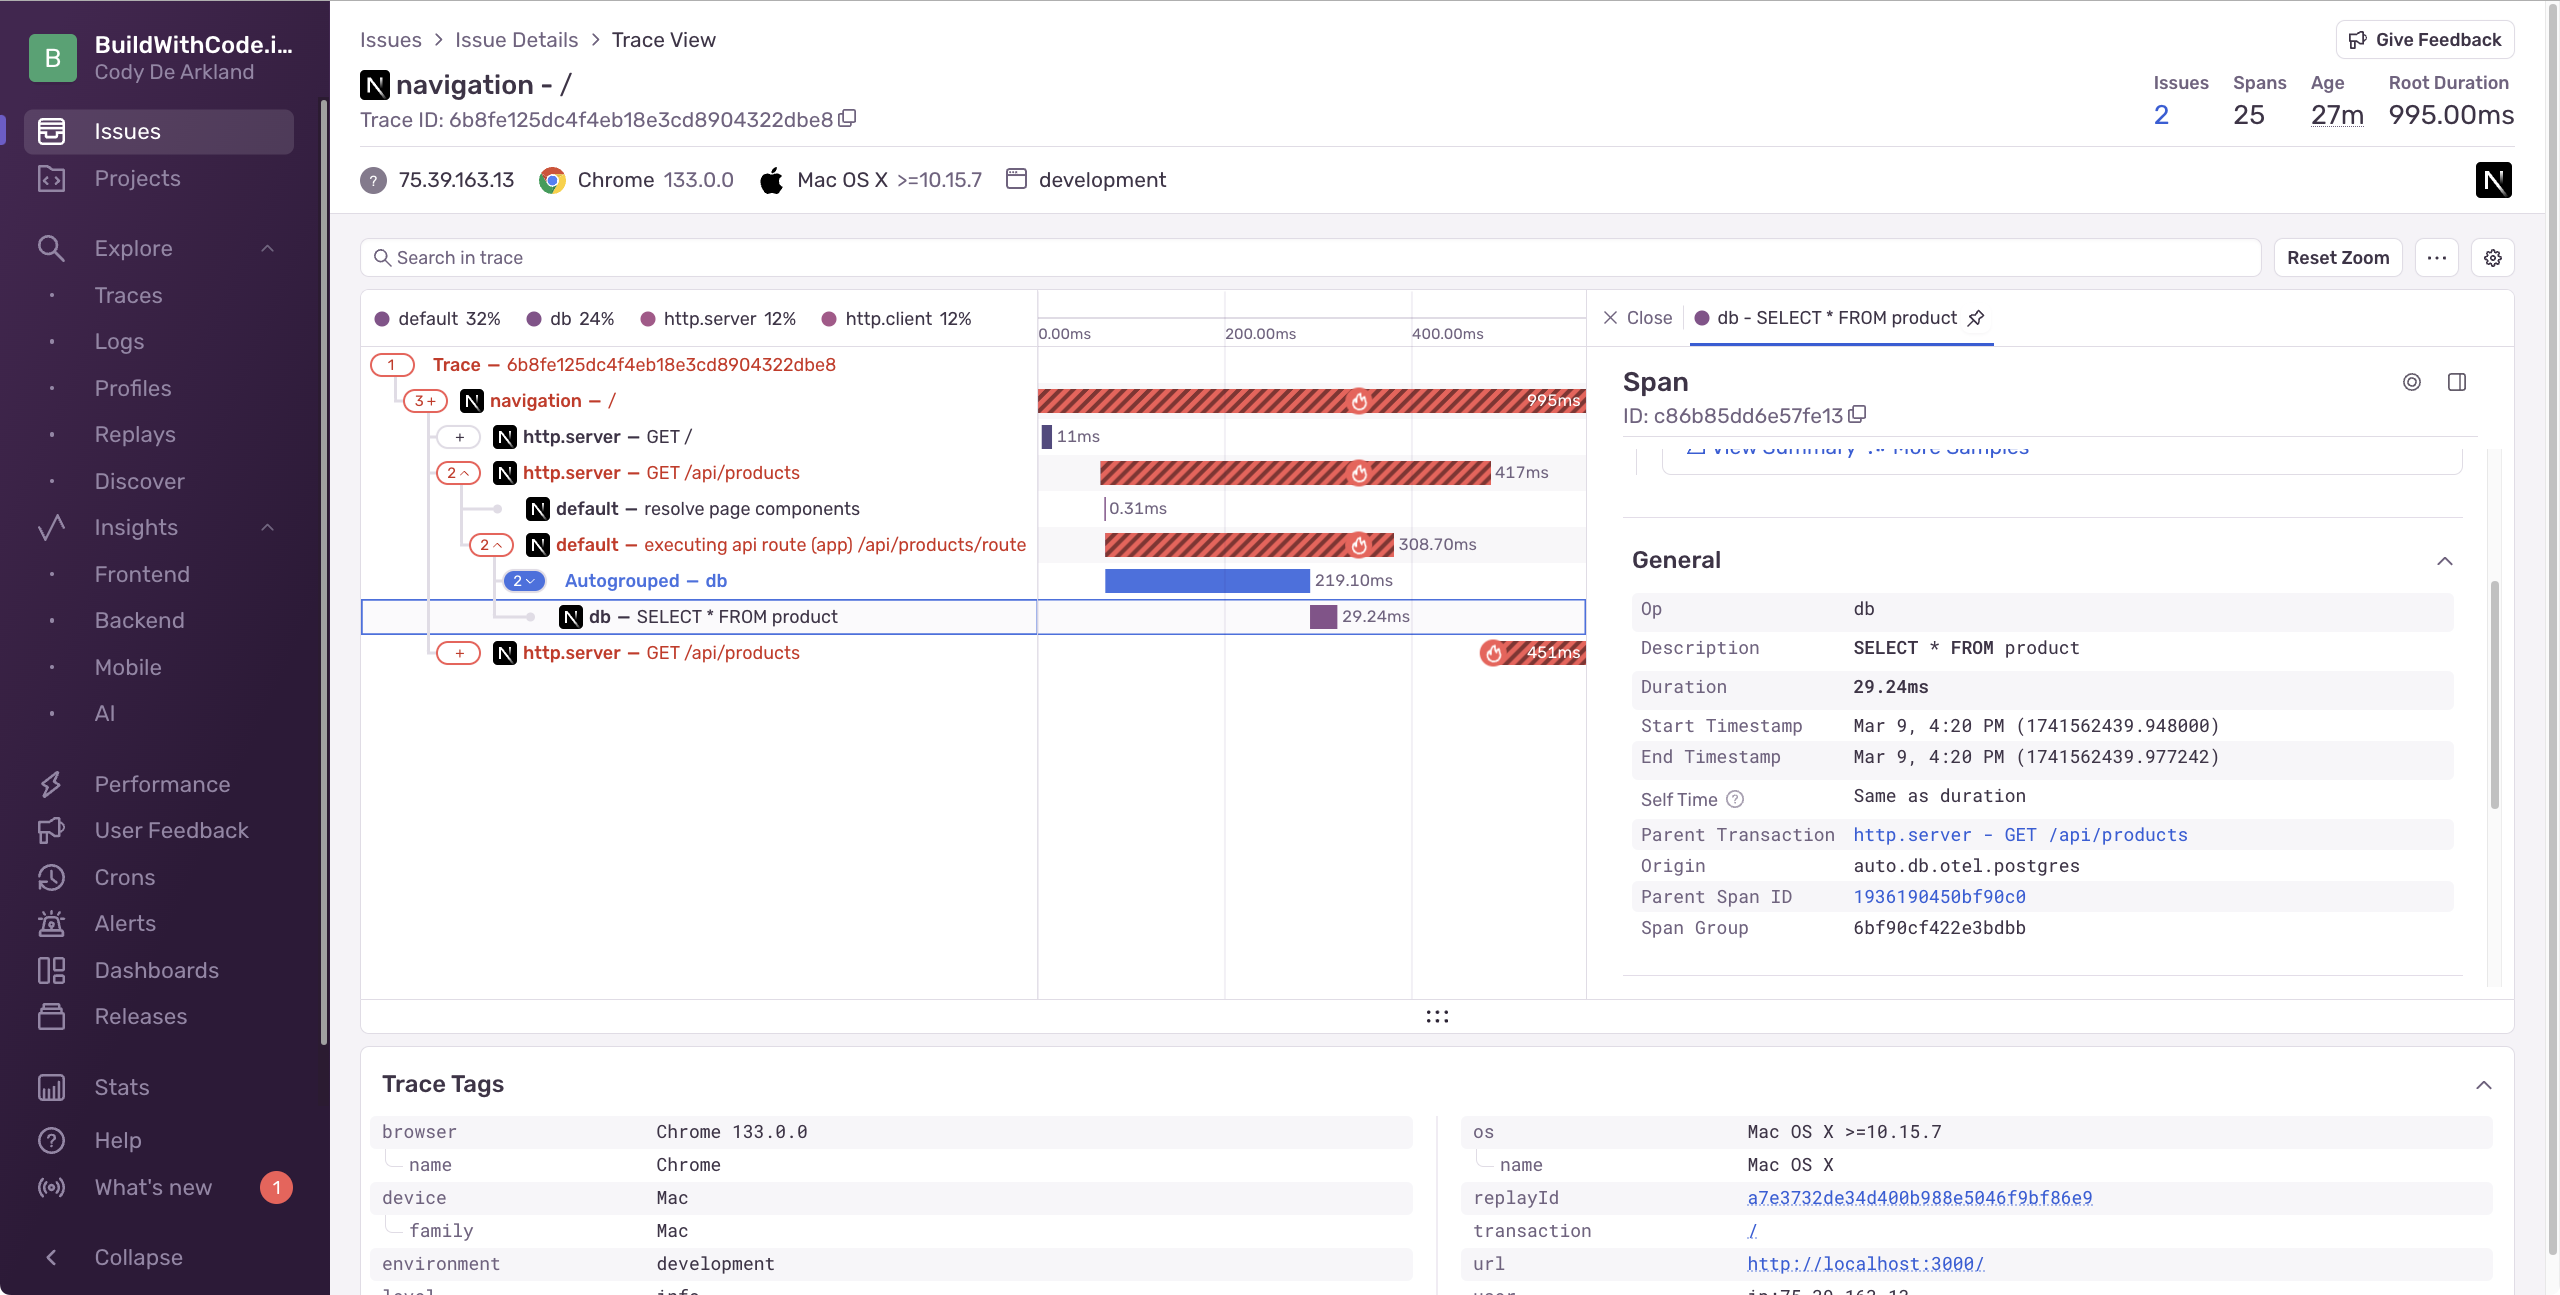 B
BuildWithCode.i...
Cody De Arkland
Issues
Projects
Explore
Traces
Logs
Profiles
Replays
Discover
Insights
Frontend
Backend
Mobile
AI
Performance
User Feedback
Crons
Alerts
Dashboards
Releases
Stats
Help
What's new 1
Collapse
Issues > Issue Details > Trace View
Give Feedback
navigation - /
Trace ID: 6b8fe125dc4f4eb18e3cd8904322dbe8
Issues Spans Age Root Duration
2 25 27m 995.00ms
75.39.163.13 Chrome 133.0.0 Mac OS X >=10.15.7 development
Search in trace
Reset Zoom
default 32% db 24% http.server 12% http.client 12%
0.00ms 200.00ms 400.00ms
1 Trace — 6b8fe125dc4f4eb18e3cd8904322dbe8
3+ navigation — / 995ms
+ http.server — GET / 11ms
2 http.server — GET /api/products 417ms
default — resolve page components 0.31ms
2 default — executing api route (app) /api/products/route 308.70ms
2 Autogrouped — db 219.10ms
db — SELECT * FROM product 29.24ms
+ http.server — GET /api/products 451ms
Close db - SELECT * FROM product
Span
ID: c86b85dd6e57fe13
View Summary More Samples
General
Op db
Description SELECT * FROM product
Duration 29.24ms
Start Timestamp Mar 9, 4:20 PM (1741562439.948000)
End Timestamp Mar 9, 4:20 PM (1741562439.977242)
Self Time ? Same as duration
Parent Transaction http.server - GET /api/products
Origin auto.db.otel.postgres
Parent Span ID 1936190450bf90c0
Span Group 6bf90cf422e3bdbb
Trace Tags
browser Chrome 133.0.0
name Chrome
device Mac
family Mac
environment development
level info
os Mac OS X >=10.15.7
name Mac OS X
replayId a7e3732de34d400b988e5046f9bf86e9
transaction /
url http://localhost:3000/
user ip:75.39.163.13